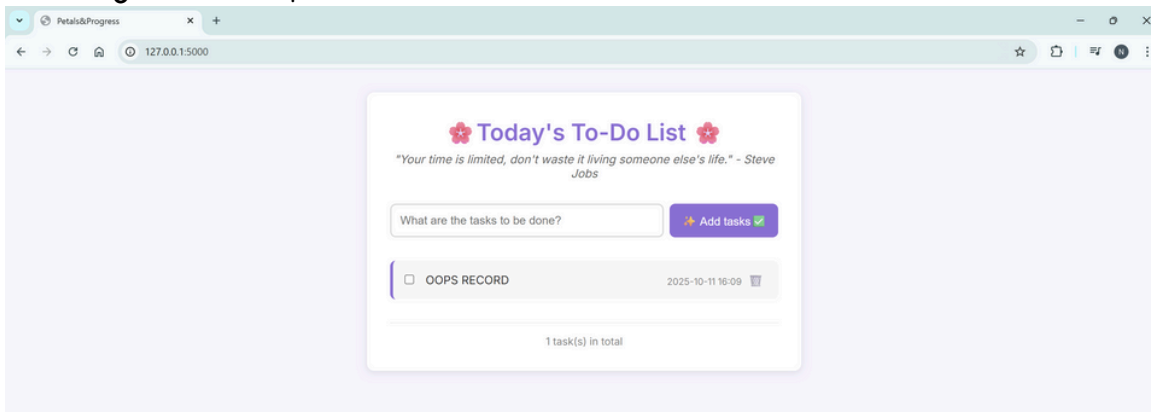 Petals&Progress
127.0.0.1:5000
N
🌸 Today's To-Do List 🌸
"Your time is limited, don't waste it living someone else's life." - Steve
Jobs
What are the tasks to be done?
✨ Add tasks ✅
OOPS RECORD
2025-10-11 16:09
1 task(s) in total